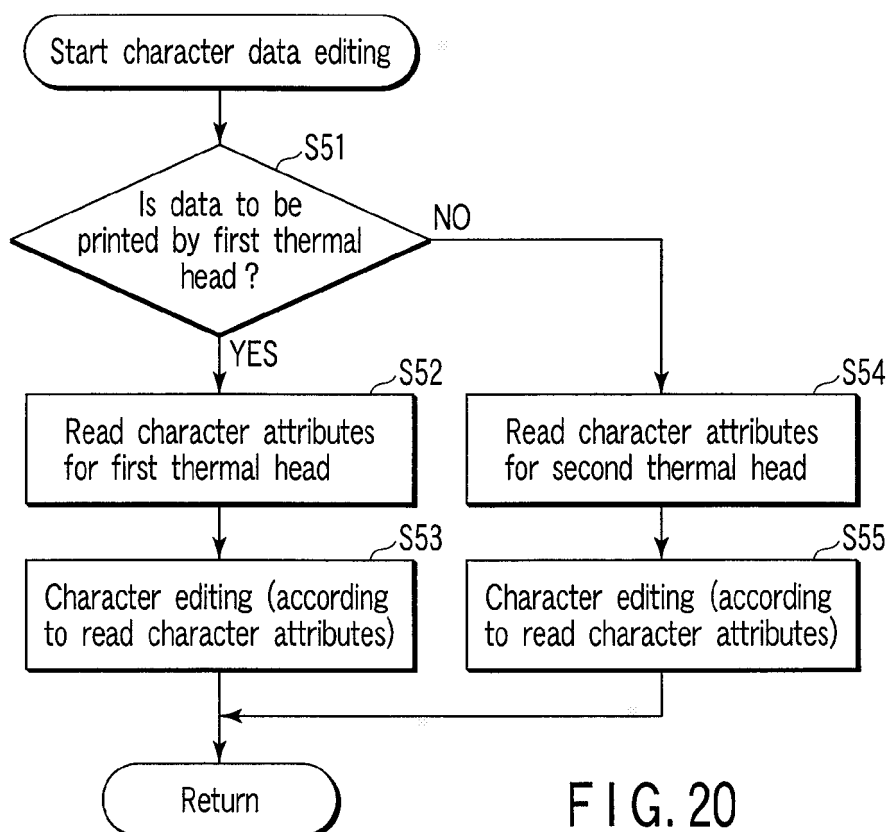 Start character data editing
S51
Is data to be
printed by first thermal
head?
NO
YES
S52
Read character attributes
for first thermal head
S54
Read character attributes
for second thermal head
S53
Character editing (according
to read character attributes)
S55
Character editing (according
to read character attributes)
Return
FIG. 20